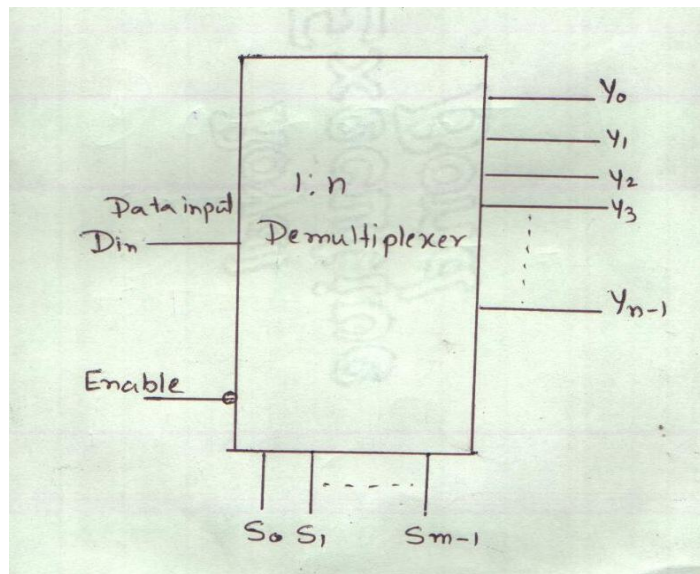 Y0
Y1
1:n
Y2
Data input
Y3
Din
Demultiplexer
Yn-1
Enable
S0 S1 Sm-1